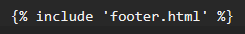 {% include 'footer.html' %}